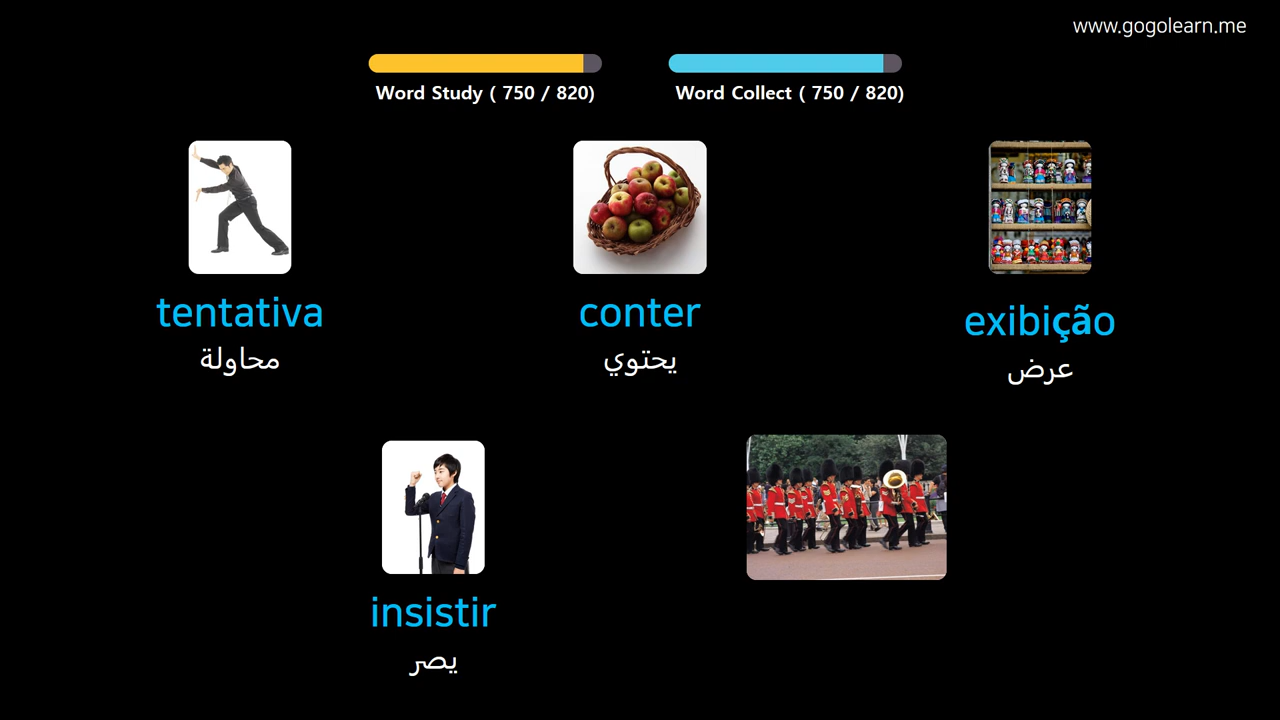 www.gogolearn.me
Word Study ( 750 / 820)
Word Collect ( 750 / 820)
tentativa
محاولة
conter
يحتوي
exibição
عرض
insistir
يصر